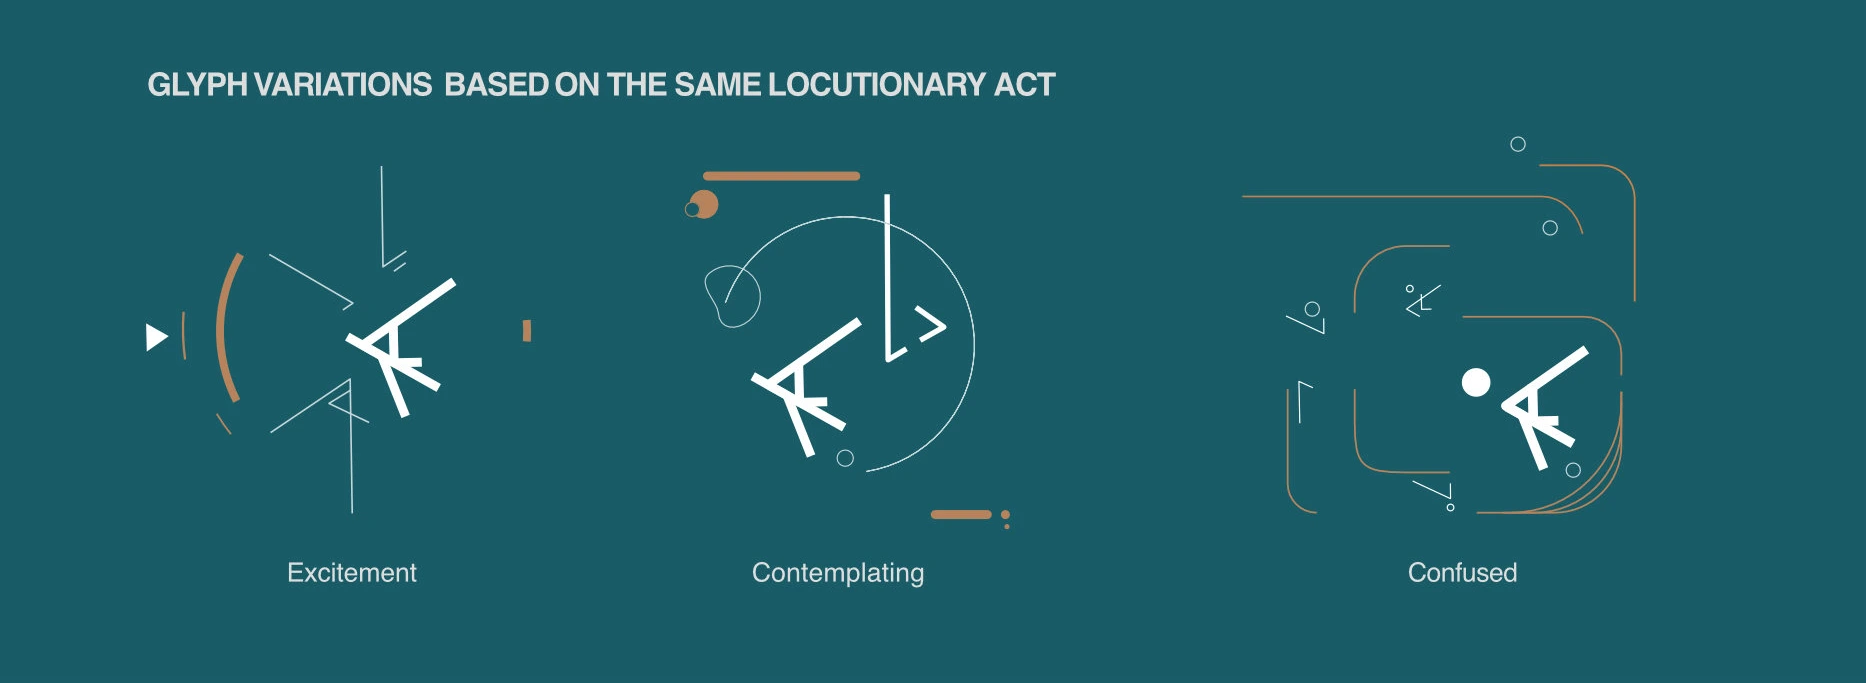 GLYPH VARIATIONS BASED ON THE SAME LOCUTIONARY ACT
Excitement
Contemplating
Confused